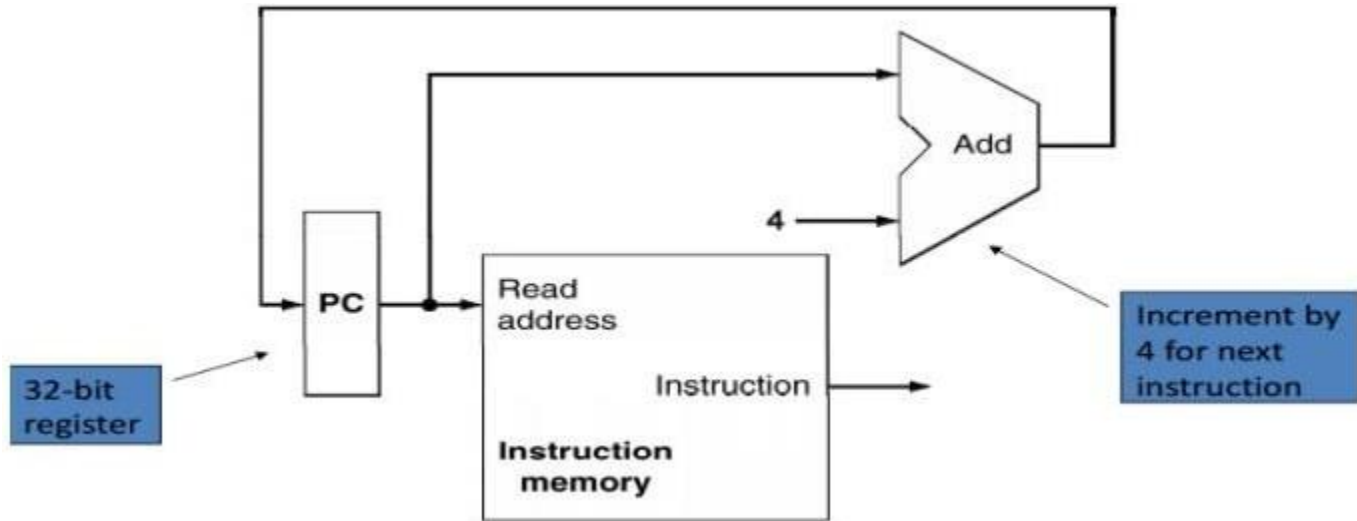 Add
4
PC
Read
address
Instruction
Instruction
memory
32-bit
register
Increment by
4 for next
instruction